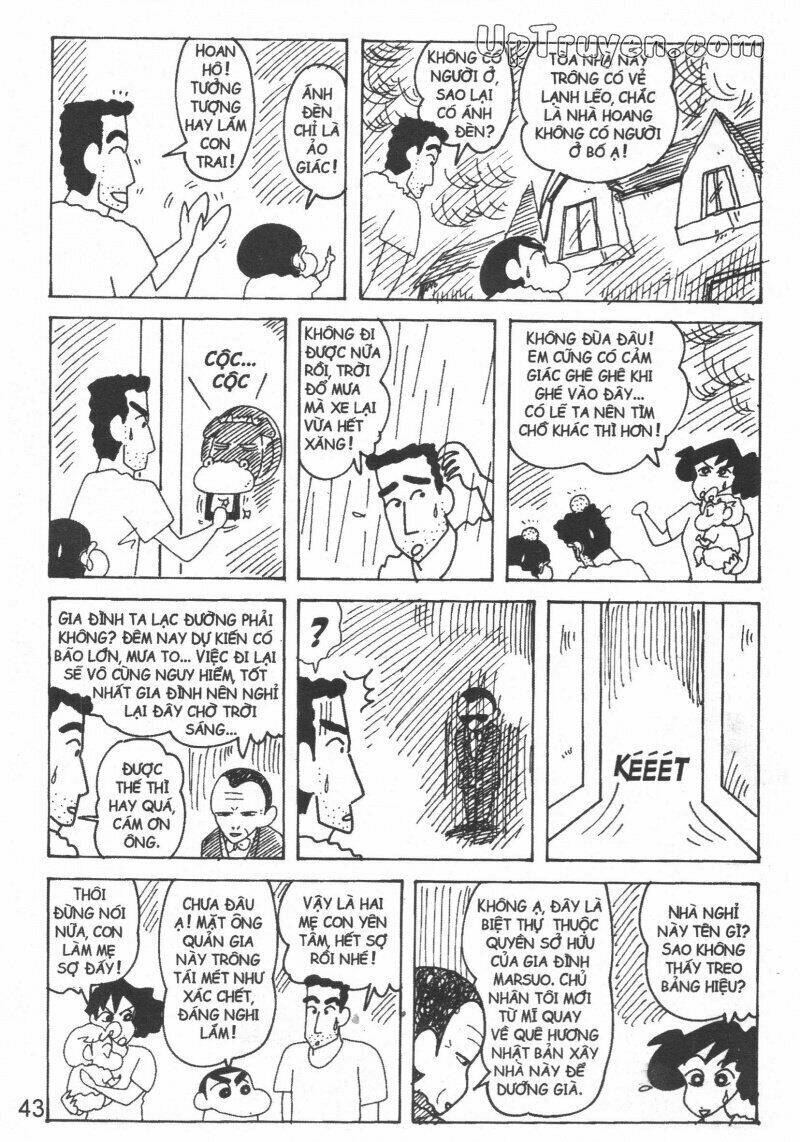 UpTruyen.com
TÒA NHÀ NÀY
TRÔNG CÓ VẺ
LẠNH LẼO, CHẮC
LÀ NHÀ HOANG
KHÔNG CÓ NGƯỜI
Ở BỐ Ạ!
KHÔNG CÓ
NGƯỜI Ở,
SAO LẠI
CÓ ÁNH
ĐÈN?
ÁNH
ĐÈN
CHỈ LÀ
ẢO
GIÁC!
HOAN
HÔ!
TƯỞNG
TƯỢNG
HAY LẮM
CON
TRAI!
KHÔNG ĐÙA ĐÂU!
EM CŨNG CÓ CẢM
GIÁC GHÊ GHÊ KHI
GHÉ VÀO ĐÂY...
CÓ LẼ TA NÊN TÌM
CHỖ KHÁC THÌ HƠN!
KHÔNG ĐI
ĐƯỢC NỮA
RỒI, TRỜI
ĐỔ MƯA
MÀ XE LẠI
VỪA HẾT
XĂNG!
CỘC...
CỘC
KÉÉÉT
?
GIA ĐÌNH TA LẠC ĐƯỜNG PHẢI
KHÔNG? ĐÊM NAY DỰ KIẾN CÓ
BÃO LỚN, MƯA TO... VIỆC ĐI LẠI
SẼ VÔ CÙNG NGUY HIỂM, TỐT
NHẤT GIA ĐÌNH NÊN NGHỈ
LẠI ĐÂY CHỜ TRỜI
SÁNG...
ĐƯỢC
THẾ THÌ
HAY QUÁ,
CÁM ƠN
ÔNG.
NHÀ NGHỈ
NÀY TÊN GÌ?
SAO KHÔNG
THẤY TREO
BẢNG HIỆU?
KHÔNG Ạ, ĐÂY LÀ
BIỆT THỰ THUỘC
QUYỀN SỞ HỮU
CỦA GIA ĐÌNH
MARSUO. CHỦ
NHÂN TÔI MỚI
TỪ MĨ QUAY
VỀ QUÊ HƯƠNG
NHẬT BẢN XÂY
NHÀ NÀY ĐỂ
DƯỠNG GIÀ.
VẬY LÀ HAI
MẸ CON YÊN
TÂM, HẾT SỢ
RỒI NHÉ!
CHƯA ĐÂU
Ạ! MẶT ÔNG
QUẢN GIA
NÀY TRÔNG
TÁI MÉT NHƯ
XÁC CHẾT,
ĐÁNG NGHI
LẮM!
THÔI
ĐỪNG NÓI
NỮA, CON
LÀM MẸ
SỢ ĐẤY!
43